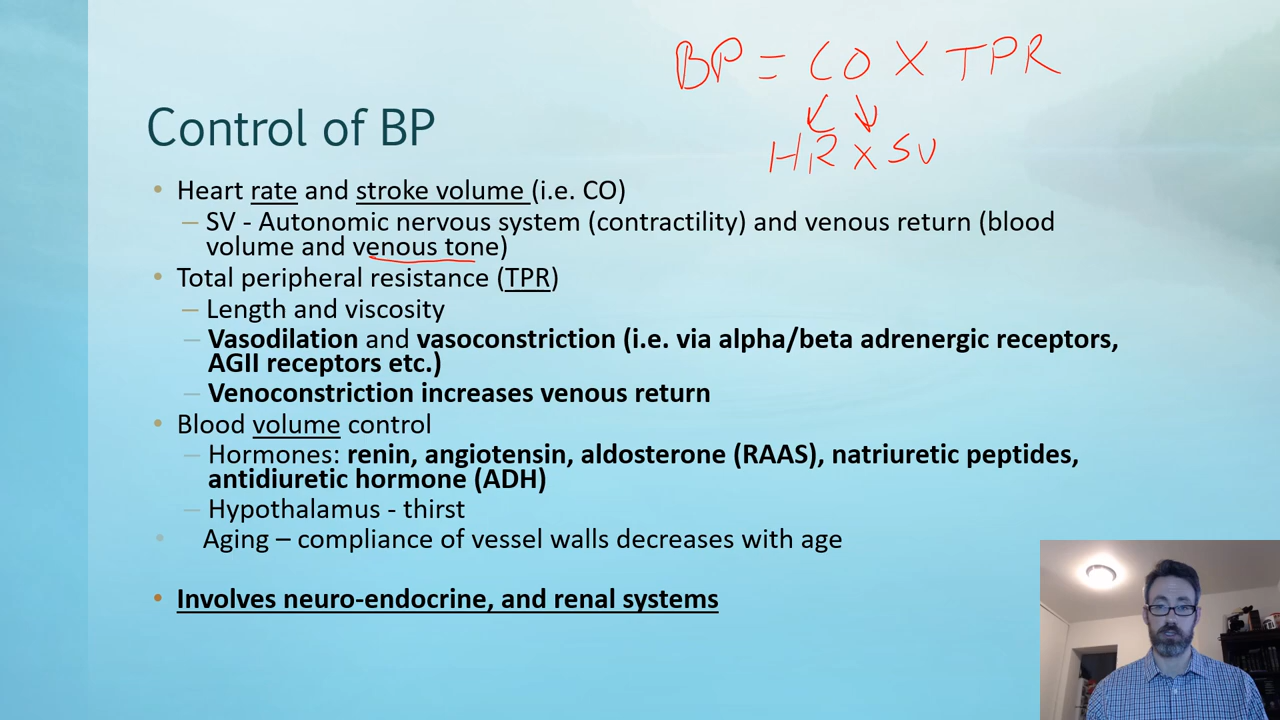 BP = CO X TPR
HR X SV
Control of BP
• Heart rate and stroke volume (i.e. CO)
– SV - Autonomic nervous system (contractility) and venous return (blood
volume and venous tone)
• Total peripheral resistance (TPR)
– Length and viscosity
– Vasodilation and vasoconstriction (i.e. via alpha/beta adrenergic receptors,
AGII receptors etc.)
– Venoconstriction increases venous return
• Blood volume control
– Hormones: renin, angiotensin, aldosterone (RAAS), natriuretic peptides,
antidiuretic hormone (ADH)
– Hypothalamus - thirst
• Aging – compliance of vessel walls decreases with age
• Involves neuro-endocrine, and renal systems